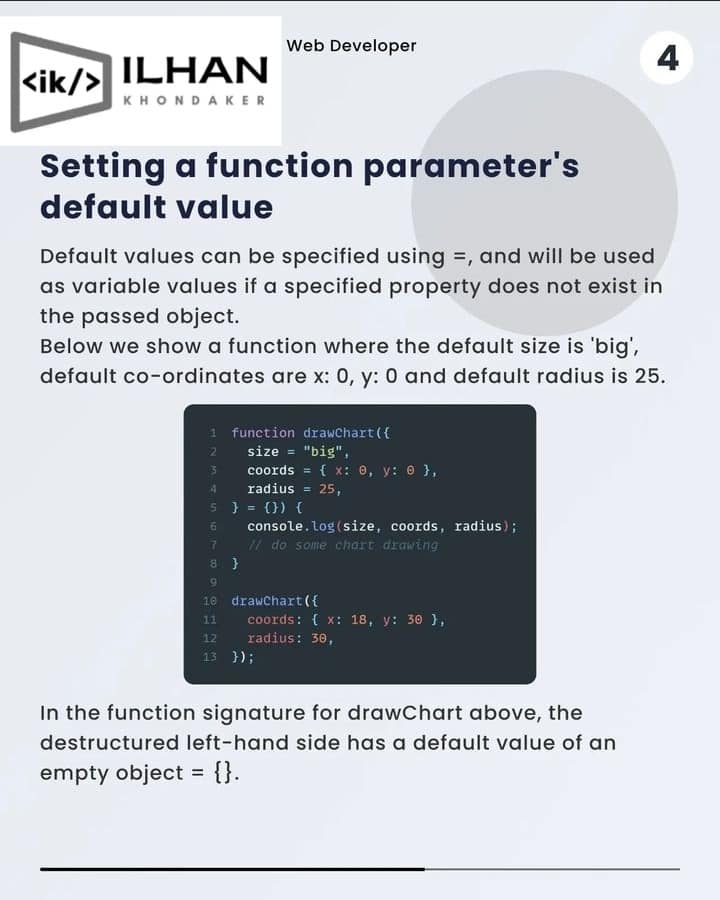 <ik/> ILHAN
KHONDAKER
Web Developer
4
Setting a function parameter's
default value
Default values can be specified using =, and will be used
as variable values if a specified property does not exist in
the passed object.
Below we show a function where the default size is 'big',
default co-ordinates are x: 0, y: 0 and default radius is 25.
1 function drawChart({
2   size = "big",
3   coords = { x: 0, y: 0 },
4   radius = 25,
5 } = {}) {
6   console.log(size, coords, radius);
7   // do some chart drawing
8 }
9
10 drawChart({
11   coords: { x: 18, y: 30 },
12   radius: 30,
13 });
In the function signature for drawChart above, the
destructured left-hand side has a default value of an
empty object = {}.